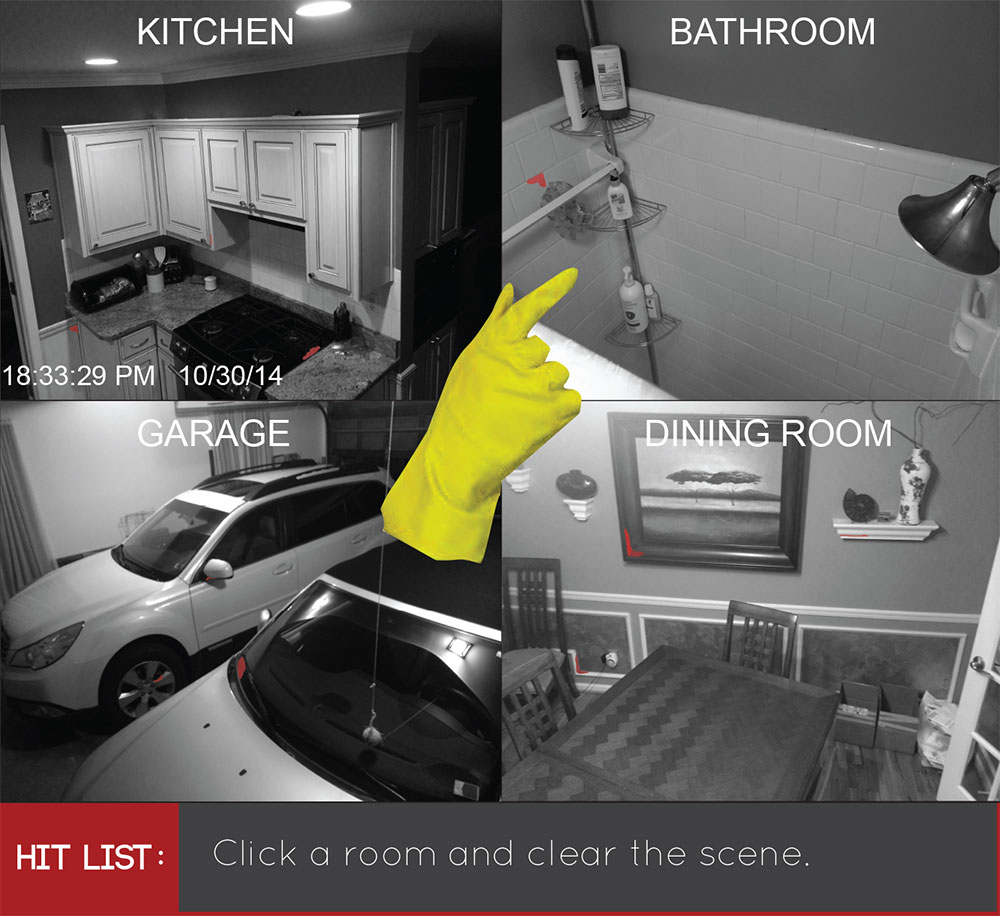 KITCHEN
BATHROOM
18:33:29 PM 10/30/14
GARAGE
DINING ROOM
HIT LIST: Click a room and clear the scene.